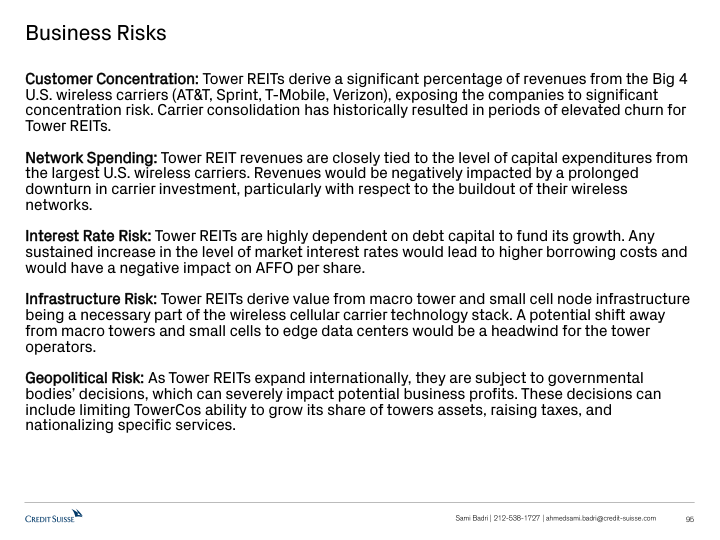 Business Risks
Customer Concentration: Tower REITs derive a significant percentage of revenues from the Big 4
U.S. wireless carriers (AT&T, Sprint, T-Mobile, Verizon), exposing the companies to significant
concentration risk. Carrier consolidation has historically resulted in periods of elevated churn for
Tower REITs.
Network Spending: Tower REIT revenues are closely tied to the level of capital expenditures from
the largest U.S. wireless carriers. Revenues would be negatively impacted by a prolonged
downturn in carrier investment, particularly with respect to the buildout of their wireless
networks.
Interest Rate Risk: Tower REITs are highly dependent on debt capital to fund its growth. Any
sustained increase in the level of market interest rates would lead to higher borrowing costs and
would have a negative impact on AFFO per share.
Infrastructure Risk: Tower REITs derive value from macro tower and small cell node infrastructure
being a necessary part of the wireless cellular carrier technology stack. A potential shift away
from macro towers and small cells to edge data centers would be a headwind for the tower
operators.
Geopolitical Risk: As Tower REITs expand internationally, they are subject to governmental
bodies' decisions, which can severely impact potential business profits. These decisions can
include limiting TowerCos ability to grow its share of towers assets, raising taxes, and
nationalizing specific services.
CREDIT SUISSE
Sami Badri | 212-538-1727 | ahmedsami.badri@credit-suisse.com
95